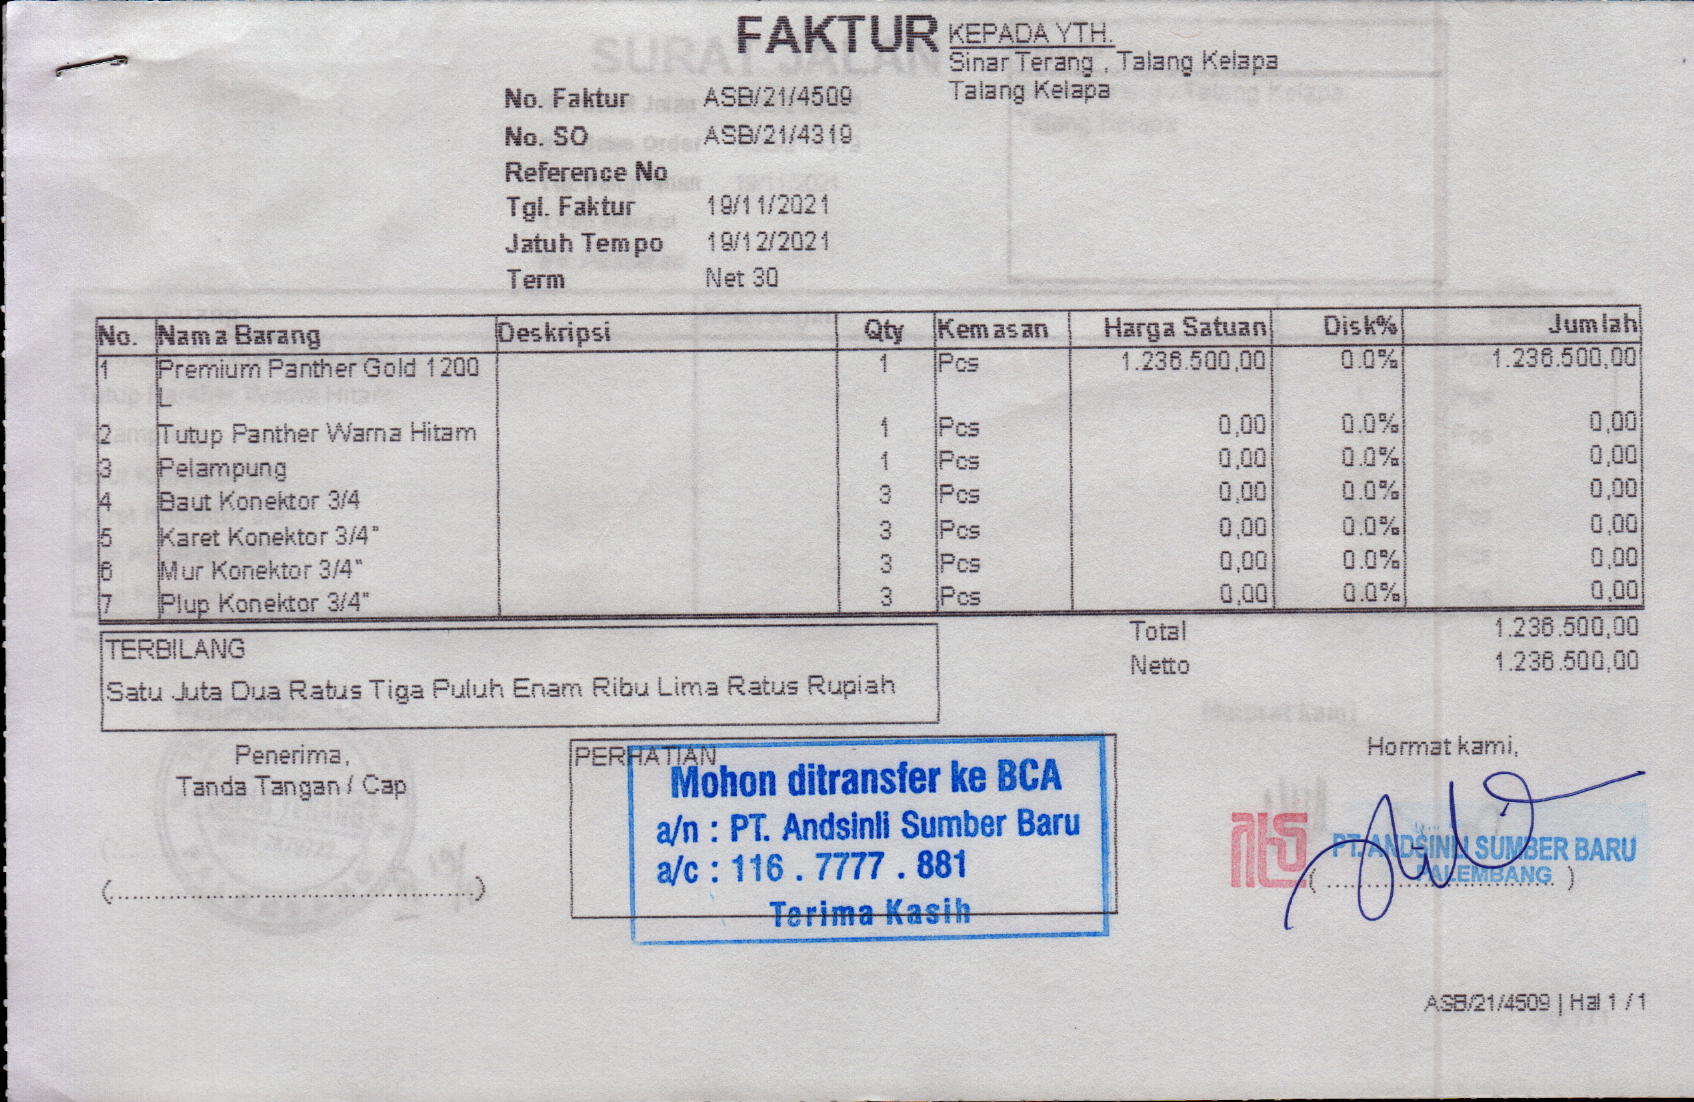 FAKTUR
KEPADA YTH.
Sinar Terang , Talang Kelapa
Talang Kelapa
No. Faktur ASB/21/4509
No. SO ASB/21/4319
Reference No
Tgl. Faktur 19/11/2021
Jatuh Tempo 19/12/2021
Term Net 30
No. Nama Barang Deskripsi Qty Kemasan Harga Satuan Disk% Jumlah
1 Premium Panther Gold 1200 1 Pcs 1.236.500,00 0.0% 1.236.500,00
L
2 Tutup Panther Warna Hitam 1 Pcs 0,00 0.0% 0,00
3 Pelampung 1 Pcs 0,00 0.0% 0,00
4 Baut Konektor 3/4 3 Pcs 0,00 0.0% 0,00
5 Karet Konektor 3/4" 3 Pcs 0,00 0.0% 0,00
6 Mur Konektor 3/4" 3 Pcs 0,00 0.0% 0,00
7 Plup Konektor 3/4" 3 Pcs 0,00 0.0% 0,00
Total 1.236.500,00
Netto 1.236.500,00
TERBILANG
Satu Juta Dua Ratus Tiga Puluh Enam Ribu Lima Ratus Rupiah
Penerima,
Tanda Tangan / Cap
(..................................................)
PERHATIAN
Mohon ditransfer ke BCA
a/n : PT. Andsinli Sumber Baru
a/c : 116 . 7777 . 881
Terima Kasih
Hormat kami,
PT. ANDSINLI SUMBER BARU
PALEMBANG
ASB/21/4509 | Hal 1 / 1